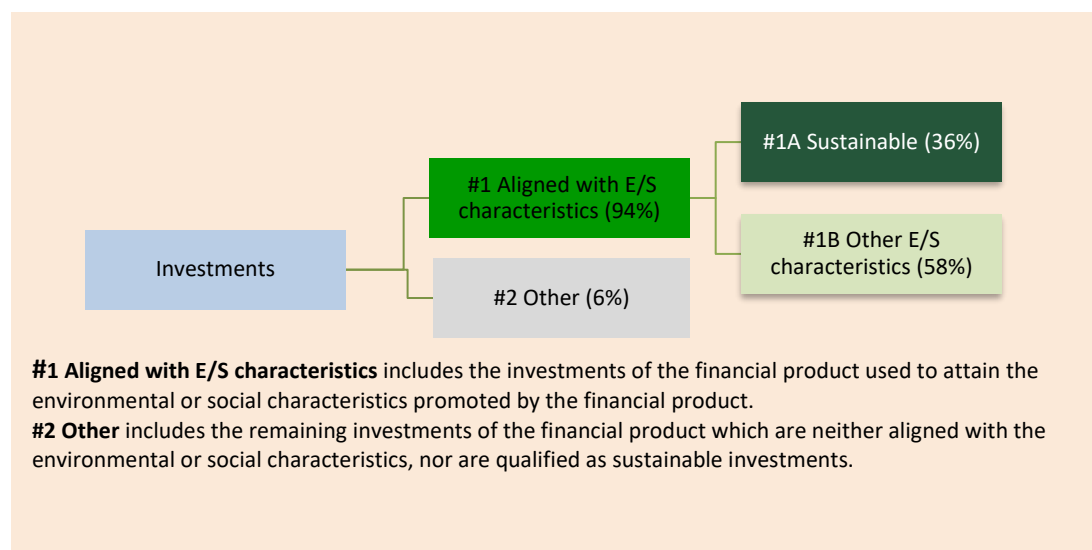 #1A Sustainable (36%)
#1 Aligned with E/S
characteristics (94%)
#1B Other E/S
characteristics (58%)
Investments
#2 Other (6%)
#1 Aligned with E/S characteristics includes the investments of the financial product used to attain the
environmental or social characteristics promoted by the financial product.
#2 Other includes the remaining investments of the financial product which are neither aligned with the
environmental or social characteristics, nor are qualified as sustainable investments.